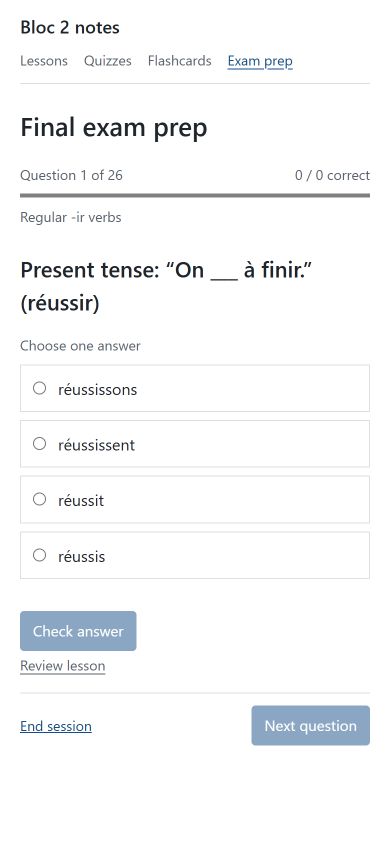 Bloc 2 notes
Lessons Quizzes Flashcards Exam prep
Final exam prep
Question 1 of 26 0 / 0 correct
Regular -ir verbs
Present tense: “On ___ à finir.”
(réussir)
Choose one answer
réussissons
réussissent
réussit
réussis
Check answer
Review lesson
End session Next question